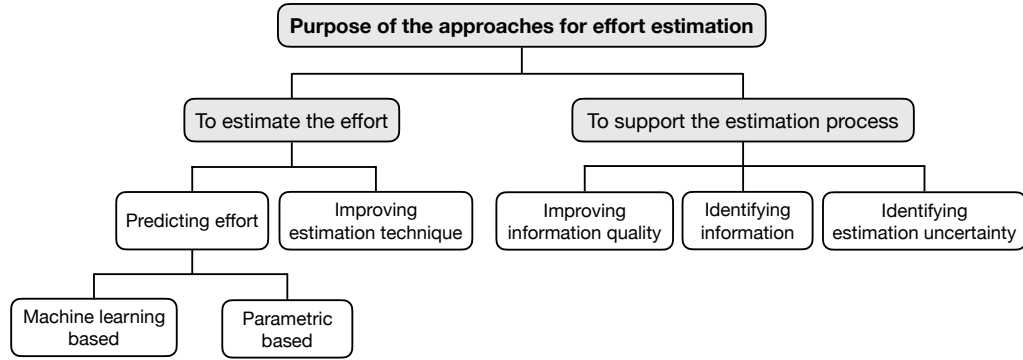 Purpose of the approaches for effort estimation
To estimate the effort
To support the estimation process
Predicting effort
Improving
estimation technique
Improving
information quality
Identifying
information
Identifying
estimation uncertainty
Machine learning
based
Parametric
based